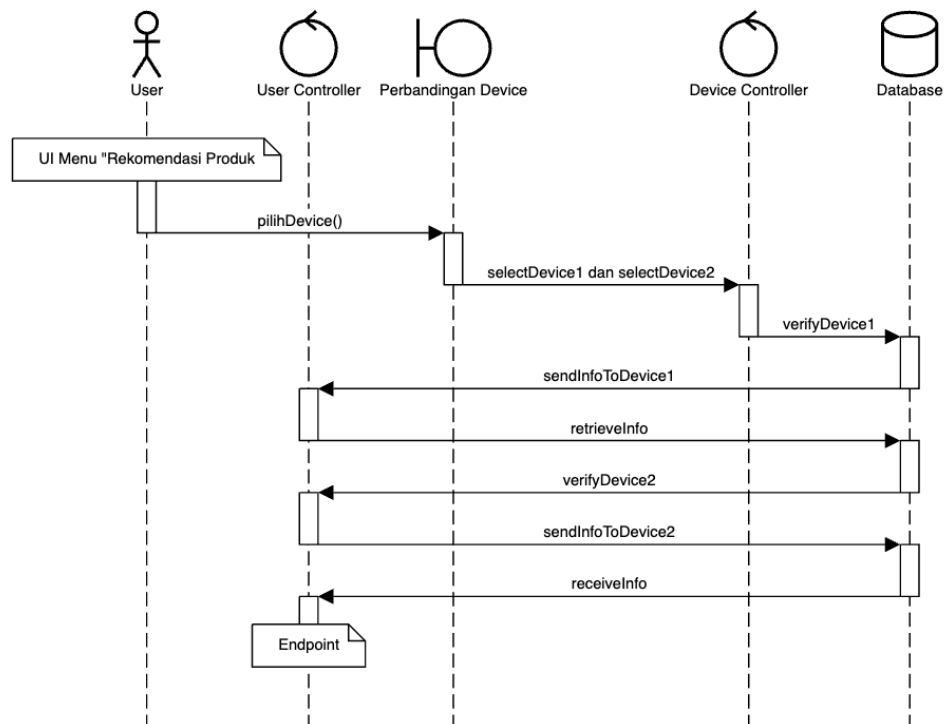 User
User Controller
Perbandingan Device
Device Controller
Database
UI Menu "Rekomendasi Produk
pilihDevice()
selectDevice1 dan selectDevice2
verifyDevice1
sendInfoToDevice1
retrieveInfo
verifyDevice2
sendInfoToDevice2
receiveInfo
Endpoint